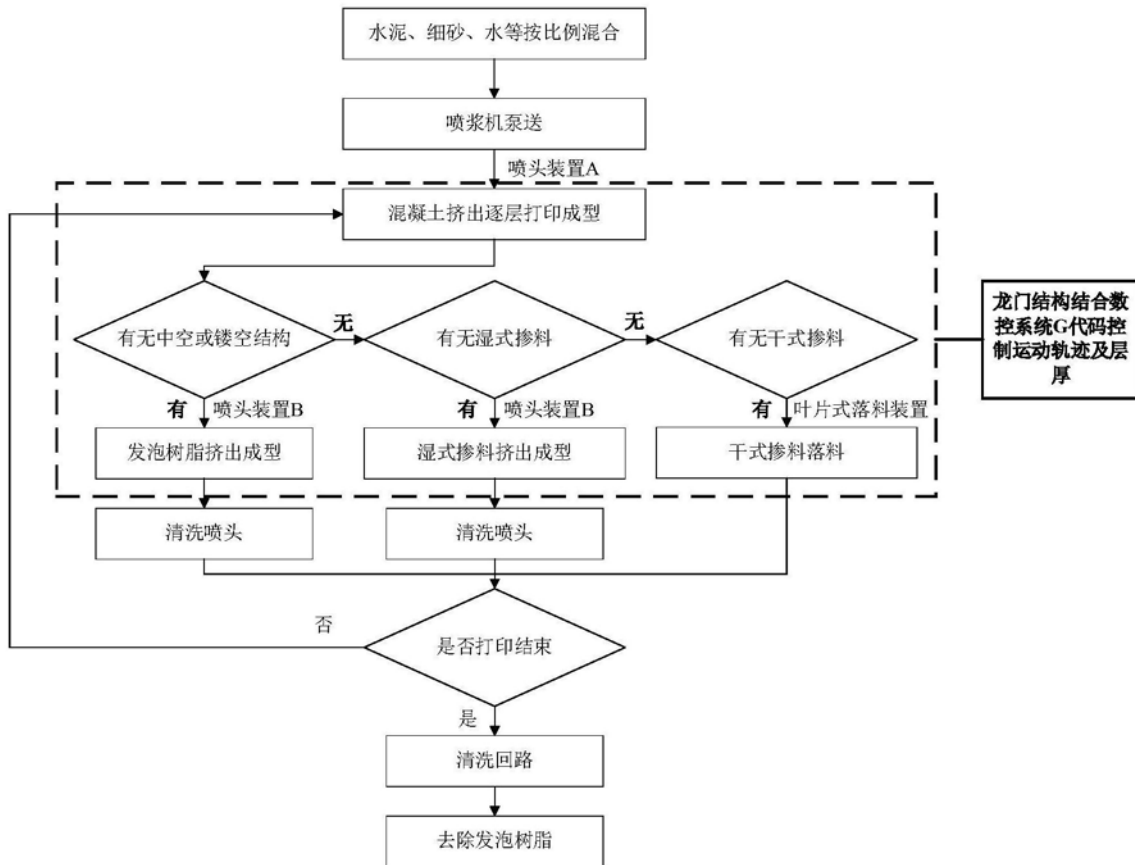 水泥、细砂、水等按比例混合
喷浆机泵送
喷头装置A
混凝土挤出逐层打印成型
有无中空或镂空结构
无
有无湿式掺料
无
有无干式掺料
龙门结构结合数
控系统G代码控
制运动轨迹及层
厚
有
喷头装置B
有
喷头装置B
有
叶片式落料装置
发泡树脂挤出成型
湿式掺料挤出成型
干式掺料落料
清洗喷头
清洗喷头
否
是否打印结束
是
清洗回路
去除发泡树脂